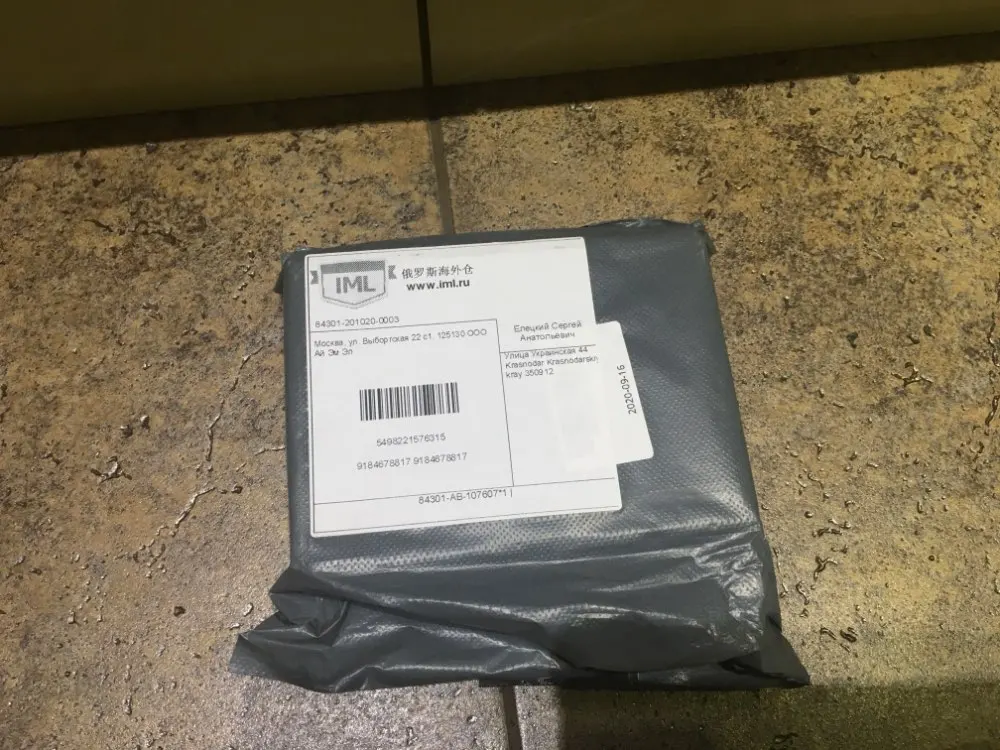 IML
俄罗斯海外仓
www.iml.ru
84301-201020-0003
Москва, ул. Выборгская 22 с1, 125130 ООО
Ай Эм Эл
5498221576315
9184678817 9184678817
Елецкий Сергей
Анатольевич
Улица Украинская 44
Krasnodar Krasnodarskiy
kray 350912
2020-09-16
84301-AB-107607*1 |